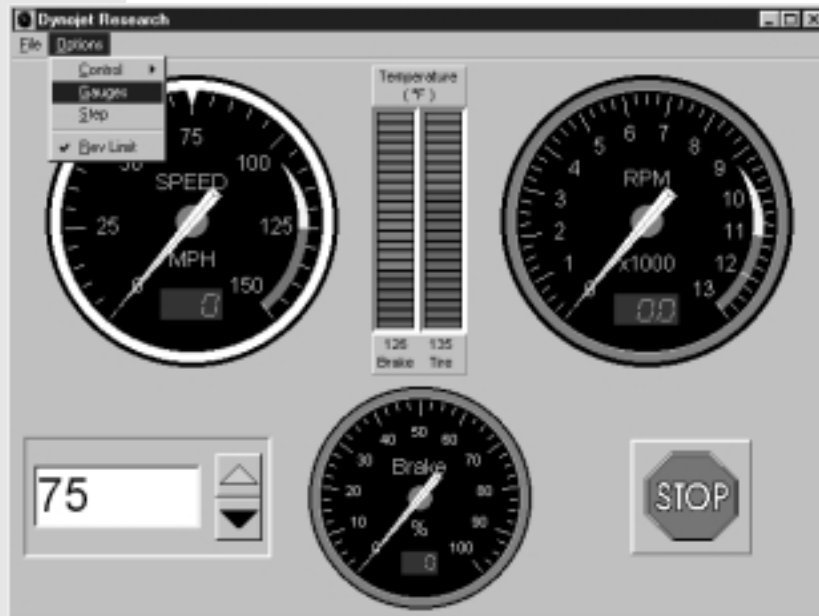 Dynojet Research
File Options
Control
Gauges
Step
Rev Limit
75
100
SPEED
25
125
MPH
0
150
0
Temperature
(°F)
126 135
Brake Tire
6 7
5 8
4 9
RPM
3 10
2 11
x1000
1 12
0 13
0.0
75
50
40 60
30 70
Brake
20 80
10 90
%
0 100
0
STOP